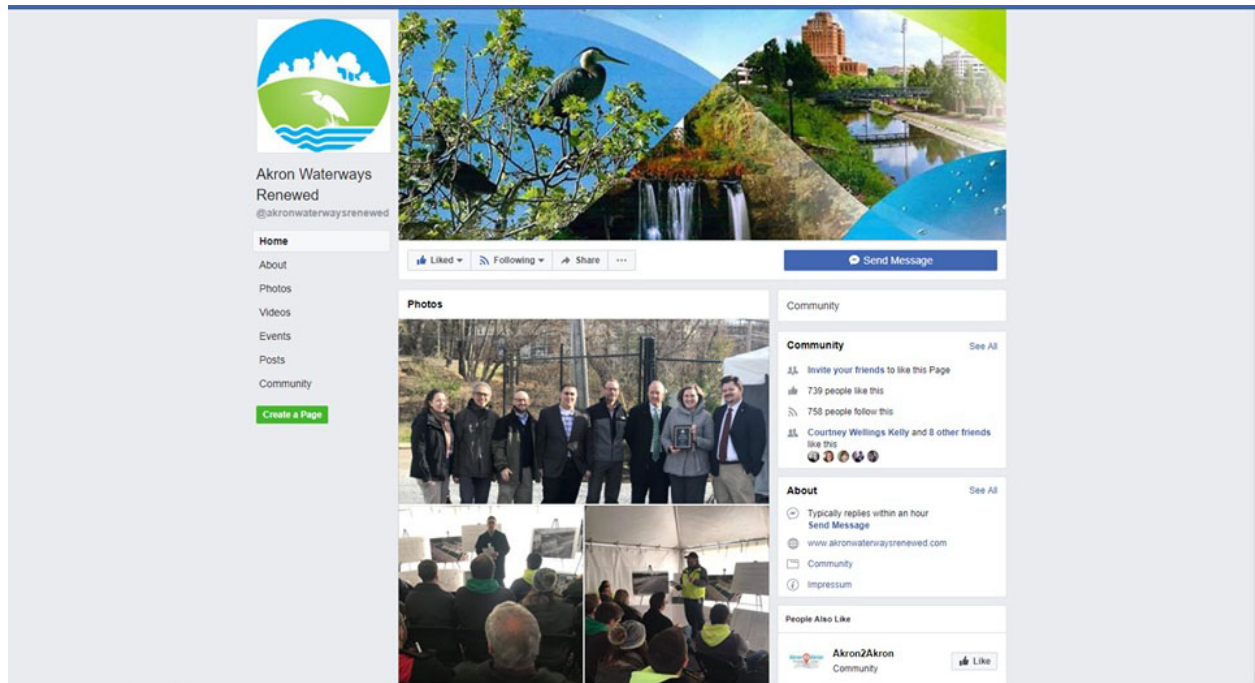 Akron Waterways
Renewed
@akronwaterwaysrenewed
Home
About
Photos
Videos
Events
Posts
Community
Create a Page
Liked
Following
Share
Send Message
Photos
Community
Community
See All
Invite your friends to like this Page
739 people like this
758 people follow this
Courtney Wellings Kelly and 8 other friends
like this
About
See All
Typically replies within an hour
Send Message
www.akronwaterwaysrenewed.com
Community
Impressum
People Also Like
Akron2Akron
Community
Like